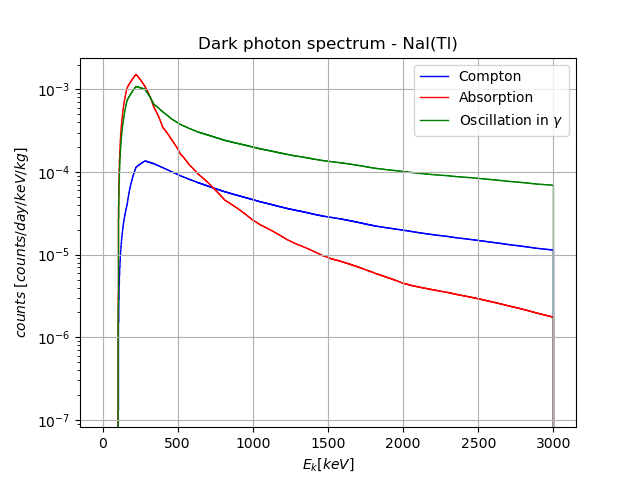 Dark photon spectrum - NaI(Tl)
Compton
Absorption
Oscillation in γ
counts [counts/day/keV/kg]
10⁻³
10⁻⁴
10⁻⁵
10⁻⁶
10⁻⁷
0 500 1000 1500 2000 2500 3000
E_k[keV]